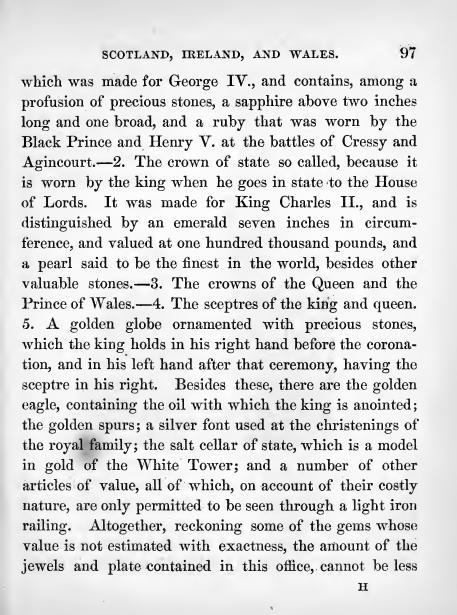 SCOTLAND, IRELAND, AND WALES. 97
which was made for George IV., and contains, among a
profusion of precious stones, a sapphire above two inches
long and one broad, and a ruby that was worn by the
Black Prince and Henry V. at the battles of Cressy and
Agincourt.—2. The crown of state so called, because it
is worn by the king when he goes in state to the House
of Lords. It was made for King Charles II., and is
distinguished by an emerald seven inches in circum-
ference, and valued at one hundred thousand pounds, and
a pearl said to be the finest in the world, besides other
valuable stones.—3. The crowns of the Queen and the
Prince of Wales.—4. The sceptres of the king and queen.
5. A golden globe ornamented with precious stones,
which the king holds in his right hand before the corona-
tion, and in his left hand after that ceremony, having the
sceptre in his right. Besides these, there are the golden
eagle, containing the oil with which the king is anointed;
the golden spurs; a silver font used at the christenings of
the royal family; the salt cellar of state, which is a model
in gold of the White Tower; and a number of other
articles of value, all of which, on account of their costly
nature, are only permitted to be seen through a light iron
railing. Altogether, reckoning some of the gems whose
value is not estimated with exactness, the amount of the
jewels and plate contained in this office, cannot be less
H